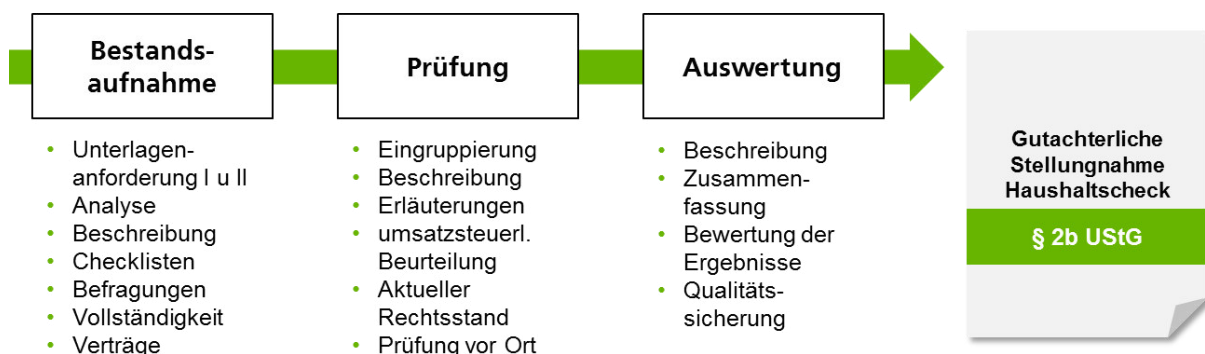 Bestands-
aufnahme
Prüfung
Auswertung
• Unterlagen-
anforderung I u II
• Analyse
• Beschreibung
• Checklisten
• Befragungen
• Vollständigkeit
• Verträge
• Eingruppierung
• Beschreibung
• Erläuterungen
• umsatzsteuerl.
Beurteilung
• Aktueller
Rechtsstand
• Prüfung vor Ort
• Beschreibung
• Zusammen-
fassung
• Bewertung der
Ergebnisse
• Qualitäts-
sicherung
Gutachterliche
Stellungnahme
Haushaltscheck
§ 2b UStG